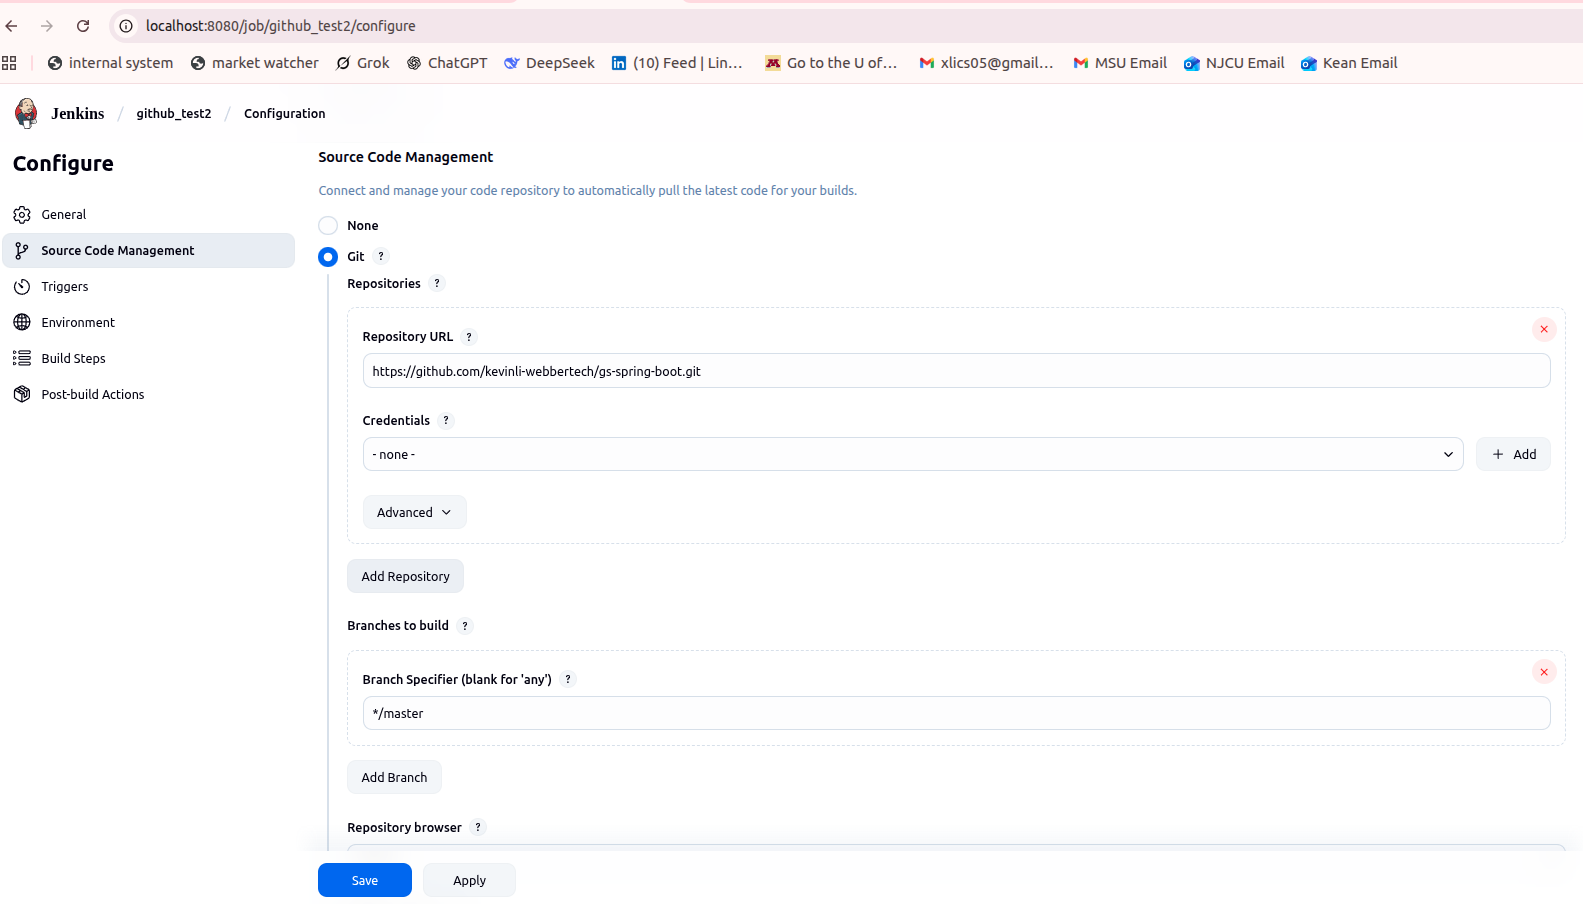 localhost:8080/job/github_test2/configure
internal system market watcher Grok ChatGPT DeepSeek (10) Feed | Lin... Go to the U of... xlics05@gmail... MSU Email NJCU Email Kean Email
Jenkins / github_test2 / Configuration
Configure
General
Source Code Management
Triggers
Environment
Build Steps
Post-build Actions
Source Code Management
Connect and manage your code repository to automatically pull the latest code for your builds.
None
Git ?
Repositories ?
Repository URL ?
https://github.com/kevinli-webbertech/gs-spring-boot.git
Credentials ?
- none -
+ Add
Advanced
Add Repository
Branches to build ?
Branch Specifier (blank for 'any') ?
*/master
Add Branch
Repository browser ?
Save Apply